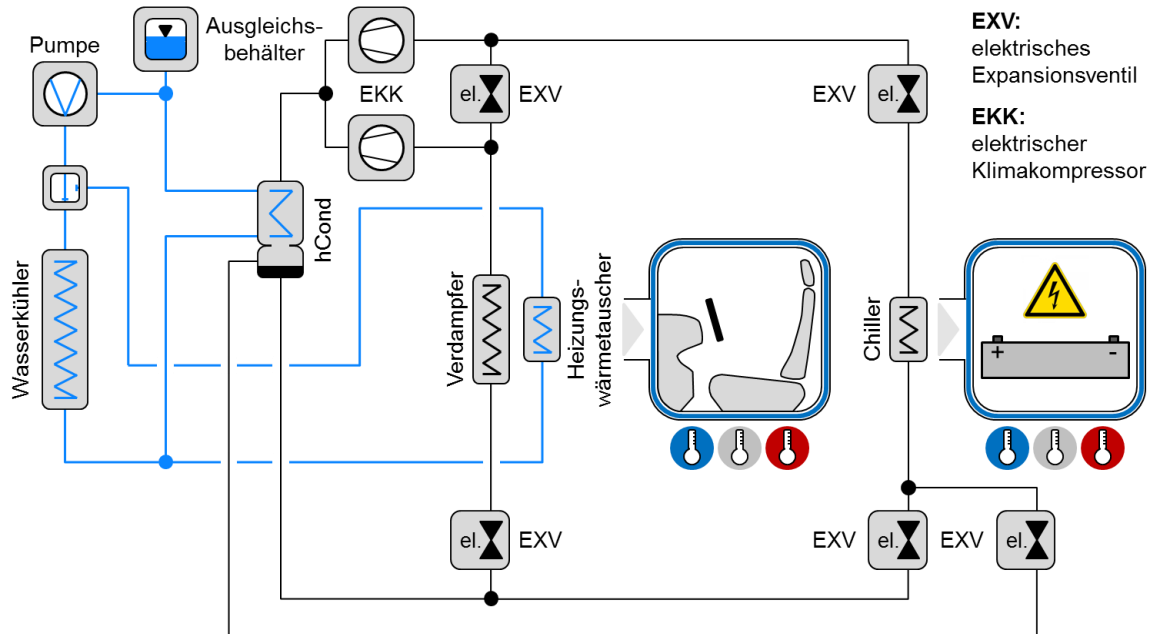 Ausgleichs-
behälter
Pumpe
EXV:
elektrisches
Expansionsventil
EKK
el.
EXV
EXV
el.
EKK:
elektrischer
Klimakompressor
hCond
Wasserkühler
Verdampfer
Heizungs-
wärmetauscher
Chiller
+
-
el.
EXV
EXV
el.
EXV
el.